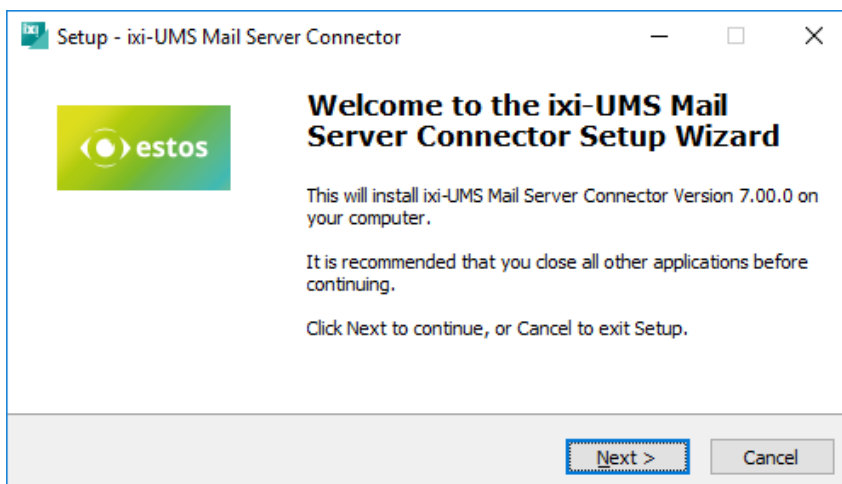 ixi
Setup - ixi-UMS Mail Server Connector
estos
Welcome to the ixi-UMS Mail
Server Connector Setup Wizard
This will install ixi-UMS Mail Server Connector Version 7.00.0 on
your computer.
It is recommended that you close all other applications before
continuing.
Click Next to continue, or Cancel to exit Setup.
Next >
Cancel